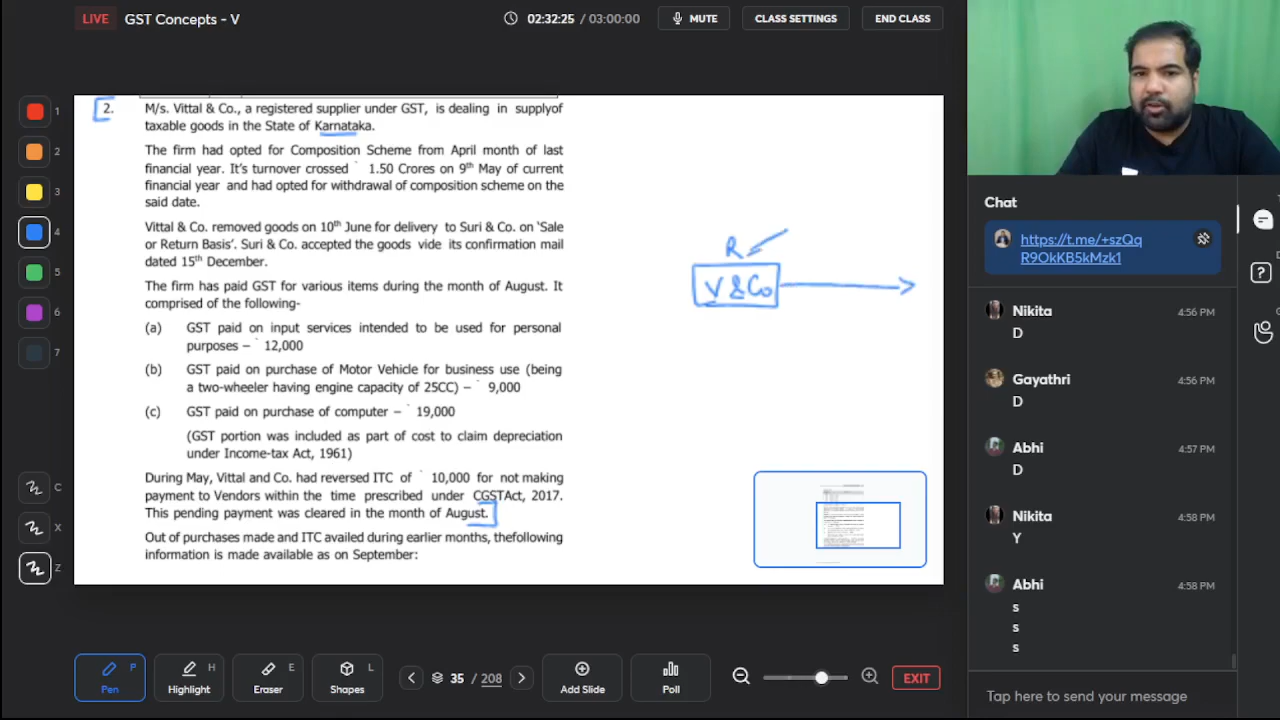 LIVE GST Concepts - V 02:32:25 / 03:00:00 MUTE CLASS SETTINGS END CLASS
1
2
3
4
5
6
7
C
X
Z
2. M/s. Vittal & Co., a registered supplier under GST, is dealing in supplyof
taxable goods in the State of Karnataka.
The firm had opted for Composition Scheme from April month of last
financial year. It's turnover crossed ` 1.50 Crores on 9th May of current
financial year and had opted for withdrawal of composition scheme on the
said date.
Vittal & Co. removed goods on 10th June for delivery to Suri & Co. on 'Sale
or Return Basis'. Suri & Co. accepted the goods vide its confirmation mail
dated 15th December.
The firm has paid GST for various items during the month of August. It
comprised of the following-
(a) GST paid on input services intended to be used for personal
purposes – ` 12,000
(b) GST paid on purchase of Motor Vehicle for business use (being
a two-wheeler having engine capacity of 25CC) – ` 9,000
(c) GST paid on purchase of computer – ` 19,000
(GST portion was included as part of cost to claim depreciation
under Income-tax Act, 1961)
During May, Vittal and Co. had reversed ITC of ` 10,000 for not making
payment to Vendors within the time prescribed under CGSTAct, 2017.
This pending payment was cleared in the month of August.
Out of purchases made and ITC availed during earlier months, thefollowing
information is made available as on September:
R
V & Co
Chat
https://t.me/+szQq
R9OkKB5kMzk1
Nikita 4:56 PM
D
Gayathri 4:56 PM
D
Abhi 4:57 PM
D
Nikita 4:58 PM
Y
Abhi 4:58 PM
s
s
s
Tap here to send your message
P H E L
Pen Highlight Eraser Shapes 35 / 208 Add Slide Poll EXIT